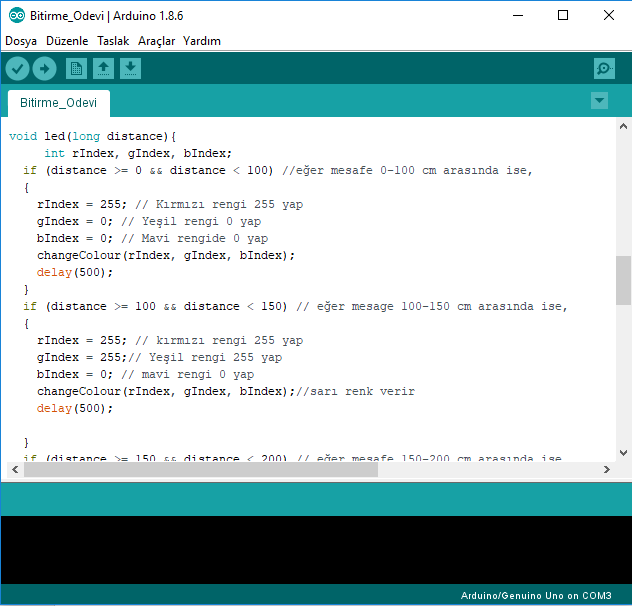 Bitirme_Odevi | Arduino 1.8.6
Dosya Düzenle Taslak Araçlar Yardım
Bitirme_Odevi
void led(long distance){
int rIndex, gIndex, bIndex;
if (distance >= 0 && distance < 100) //eğer mesafe 0-100 cm arasında ise,
{
rIndex = 255; // Kırmızı rengi 255 yap
gIndex = 0; // Yeşil rengi 0 yap
bIndex = 0; // Mavi rengide 0 yap
changeColour(rIndex, gIndex, bIndex);
delay(500);
}
if (distance >= 100 && distance < 150) // eğer mesage 100-150 cm arasında ise,
{
rIndex = 255; // kırmızı rengi 255 yap
gIndex = 255;// Yeşil rengi 255 yap
bIndex = 0; // mavi rengi 0 yap
changeColour(rIndex, gIndex, bIndex);//sarı renk verir
delay(500);
}
if (distance >= 150 && distance < 200) // eğer mesafe 150-200 cm arasında ise
Arduino/Genuino Uno on COM3